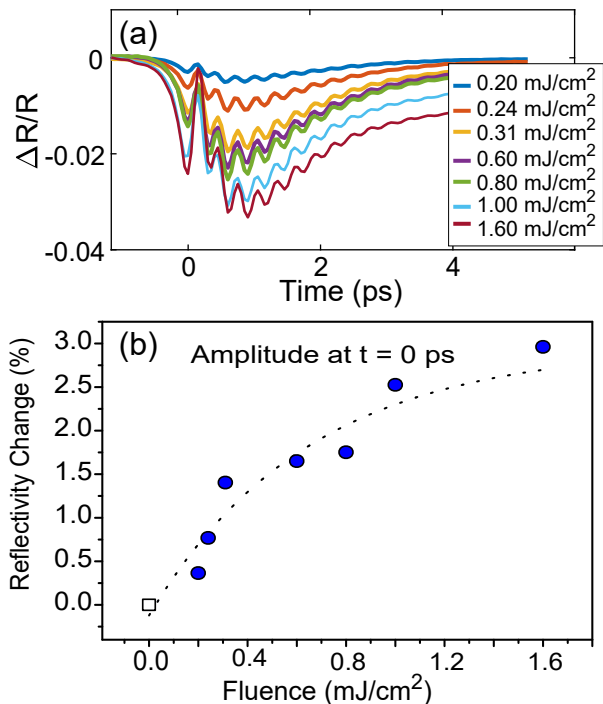 (a)
0
-0.02
-0.04
ΔR/R
0.20 mJ/cm²
0.24 mJ/cm²
0.31 mJ/cm²
0.60 mJ/cm²
0.80 mJ/cm²
1.00 mJ/cm²
1.60 mJ/cm²
0 2 4
Time (ps)
(b)
Amplitude at t = 0 ps
3.0
2.5
2.0
1.5
1.0
0.5
0.0
Reflectivity Change (%)
0.0 0.4 0.8 1.2 1.6
Fluence (mJ/cm²)